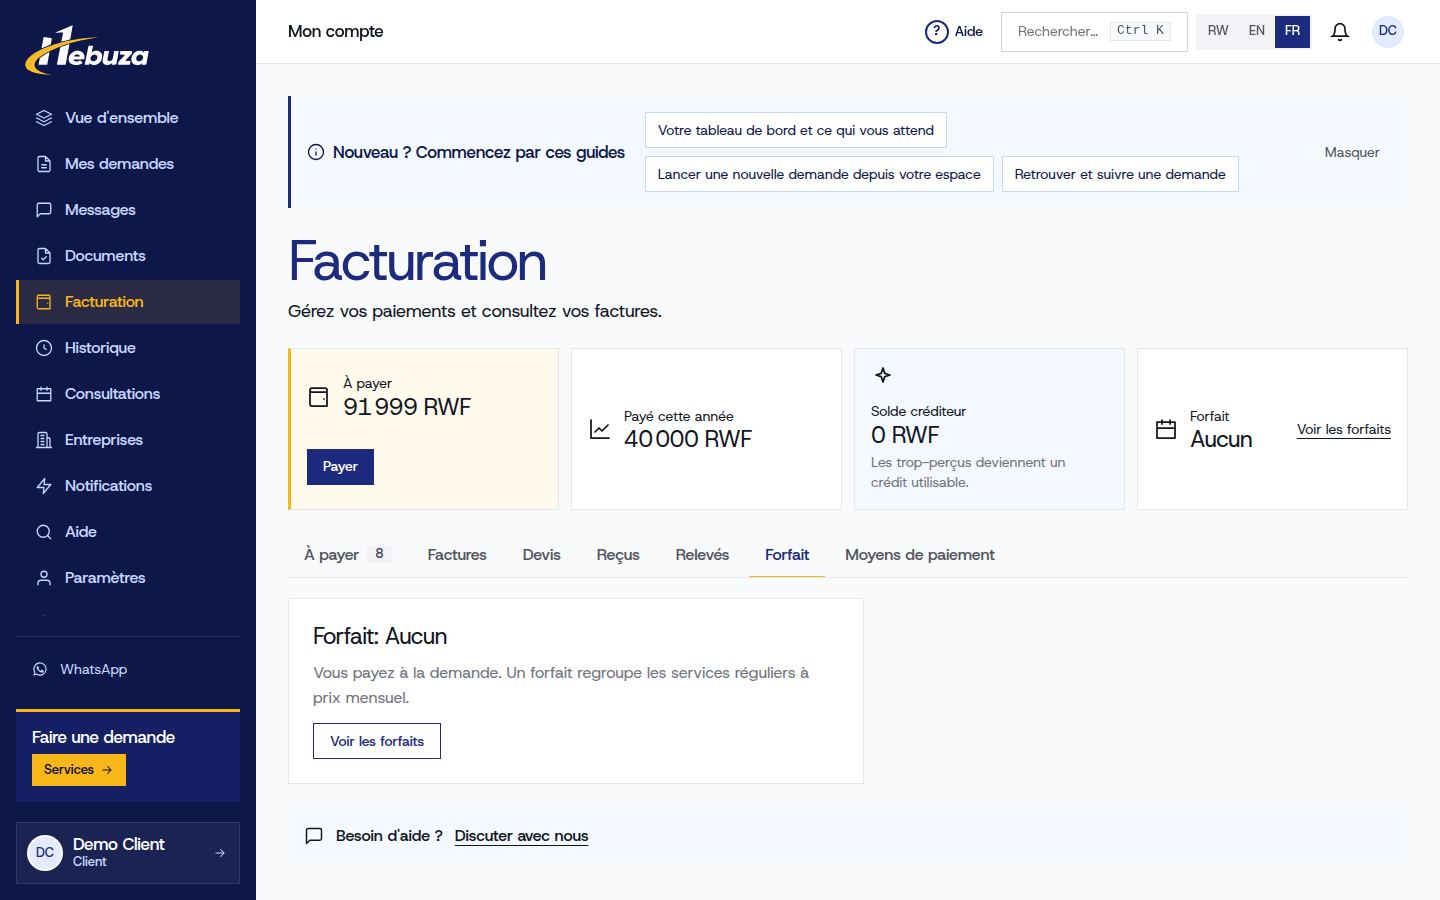 Hebuza
Vue d'ensemble
Mes demandes
Messages
Documents
Facturation
Historique
Consultations
Entreprises
Notifications
Aide
Paramètres
WhatsApp
Faire une demande
Services →
DC
Demo Client
Client
→
Mon compte
? Aide
Rechercher... Ctrl K
RW EN FR
DC
Nouveau ? Commencez par ces guides
Votre tableau de bord et ce qui vous attend
Lancer une nouvelle demande depuis votre espace
Retrouver et suivre une demande
Masquer
Facturation
Gérez vos paiements et consultez vos factures.
À payer
91 999 RWF
Payer
Payé cette année
40 000 RWF
Solde créditeur
0 RWF
Les trop-perçus deviennent un
crédit utilisable.
Forfait
Aucun
Voir les forfaits
À payer 8 Factures Devis Reçus Relevés Forfait Moyens de paiement
Forfait: Aucun
Vous payez à la demande. Un forfait regroupe les services réguliers à
prix mensuel.
Voir les forfaits
Besoin d'aide ? Discuter avec nous